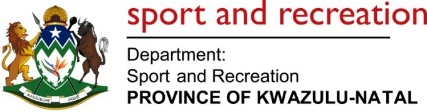 sport and recreation
Department:
Sport and Recreation
PROVINCE OF KWAZULU-NATAL